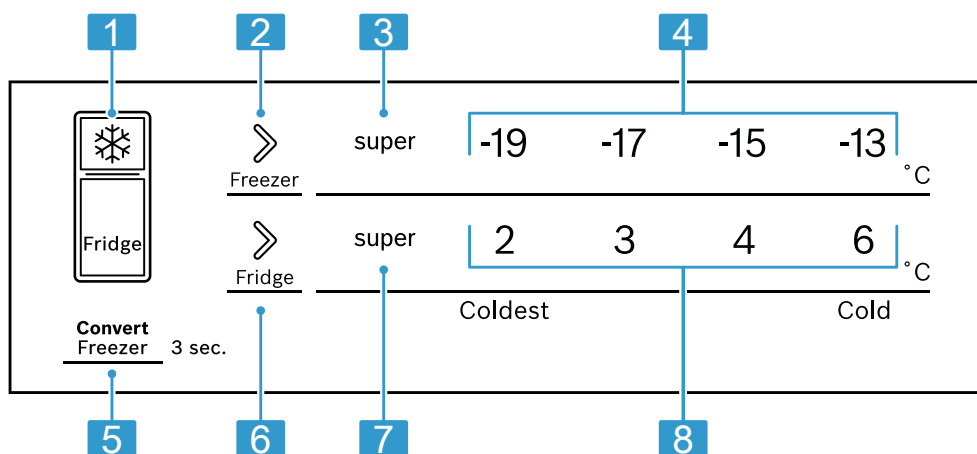 1 2 3 4
super -19 -17 -15 -13
Freezer °C
Fridge super 2 3 4 6
Fridge °C
Coldest Cold
Convert
Freezer 3 sec.
5 6 7 8